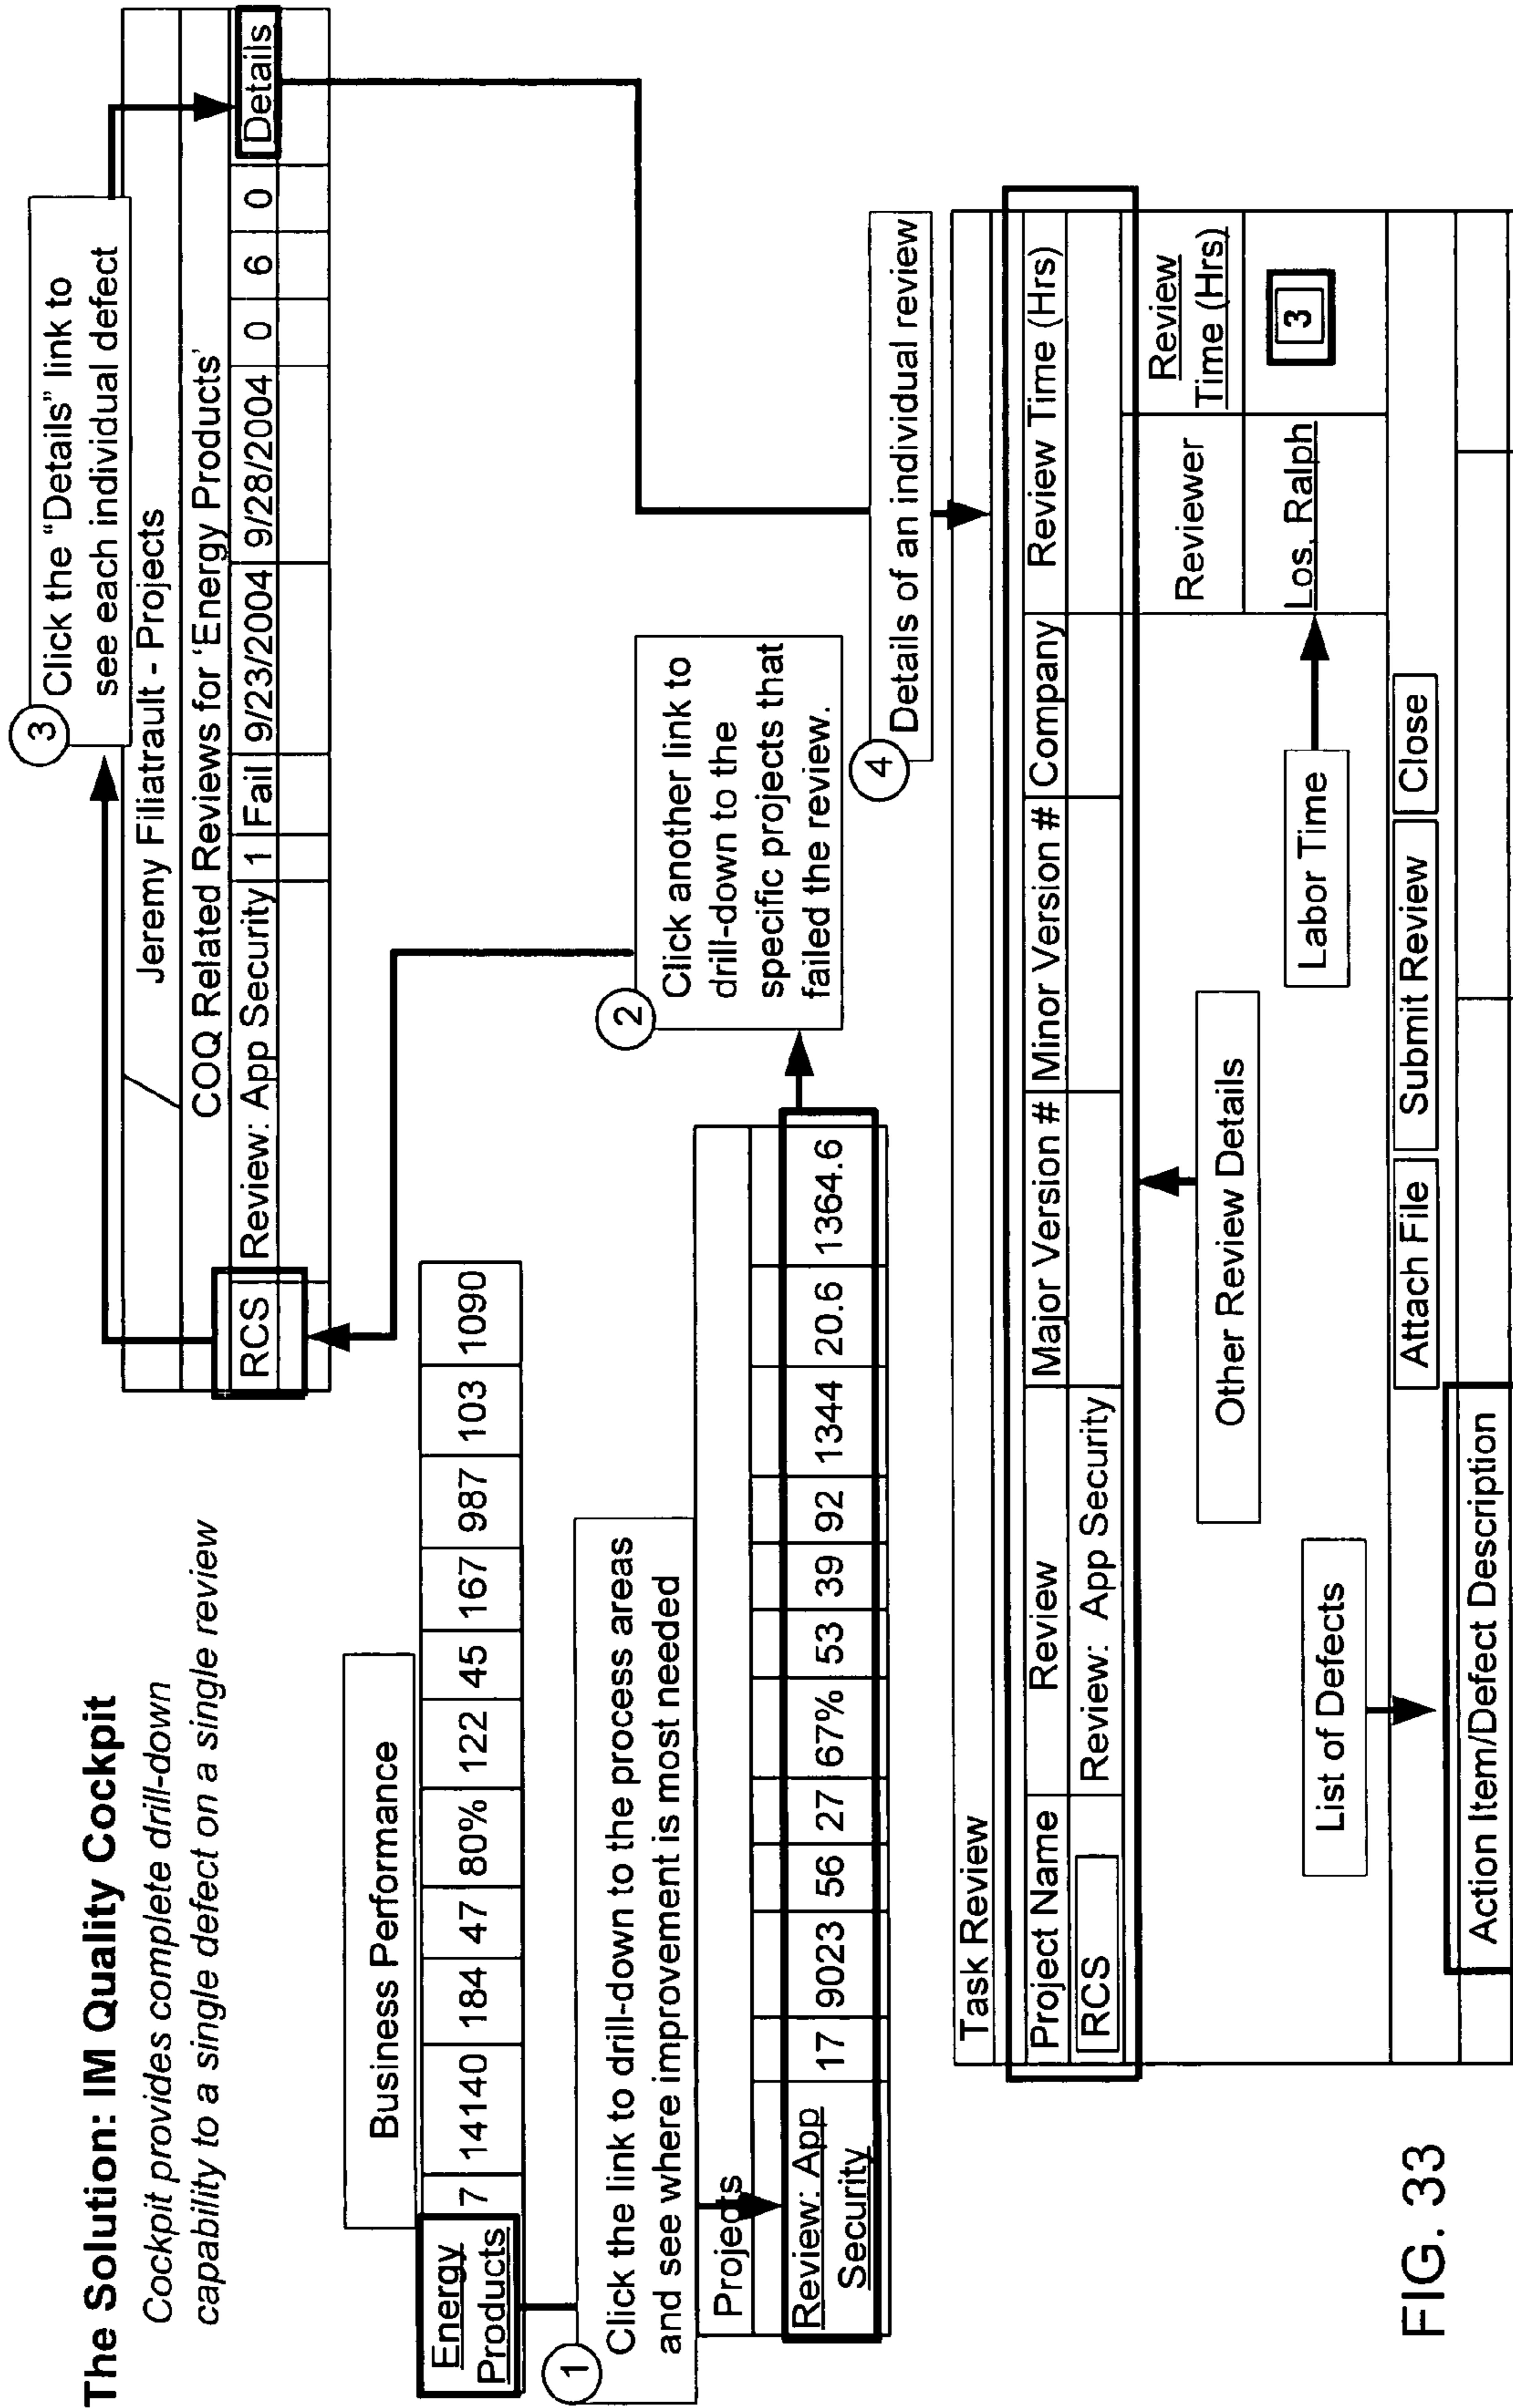 The Solution: IM Quality Cockpit
Cockpit provides complete drill-down
capability to a single defect on a single review
Business Performance
Energy Products 7 14140 184 47 80% 122 45 167 987 103 1090
1
Click the link to drill-down to the process areas
and see where improvement is most needed
Projects
Review: App Security 17 9023 56 27 67% 53 39 92 1344 20.6 1364.6
2
Click another link to
drill-down to the
specific projects that
failed the review.
3
Click the “Details” link to
see each individual defect
Jeremy Filiatrault - Projects
COQ Related Reviews for ‘Energy Products’
RCS Review: App Security 1 Fail 9/23/2004 9/28/2004 0 6 0 Details
4
Details of an individual review
Task Review
Project Name Review Major Version # Minor Version # Company Review Time (Hrs)
RCS Review: App Security
Reviewer Review Time (Hrs)
Other Review Details
Labor Time
Los, Ralph 3
List of Defects
Attach File Submit Review Close
Action Item/Defect Description
FIG. 33